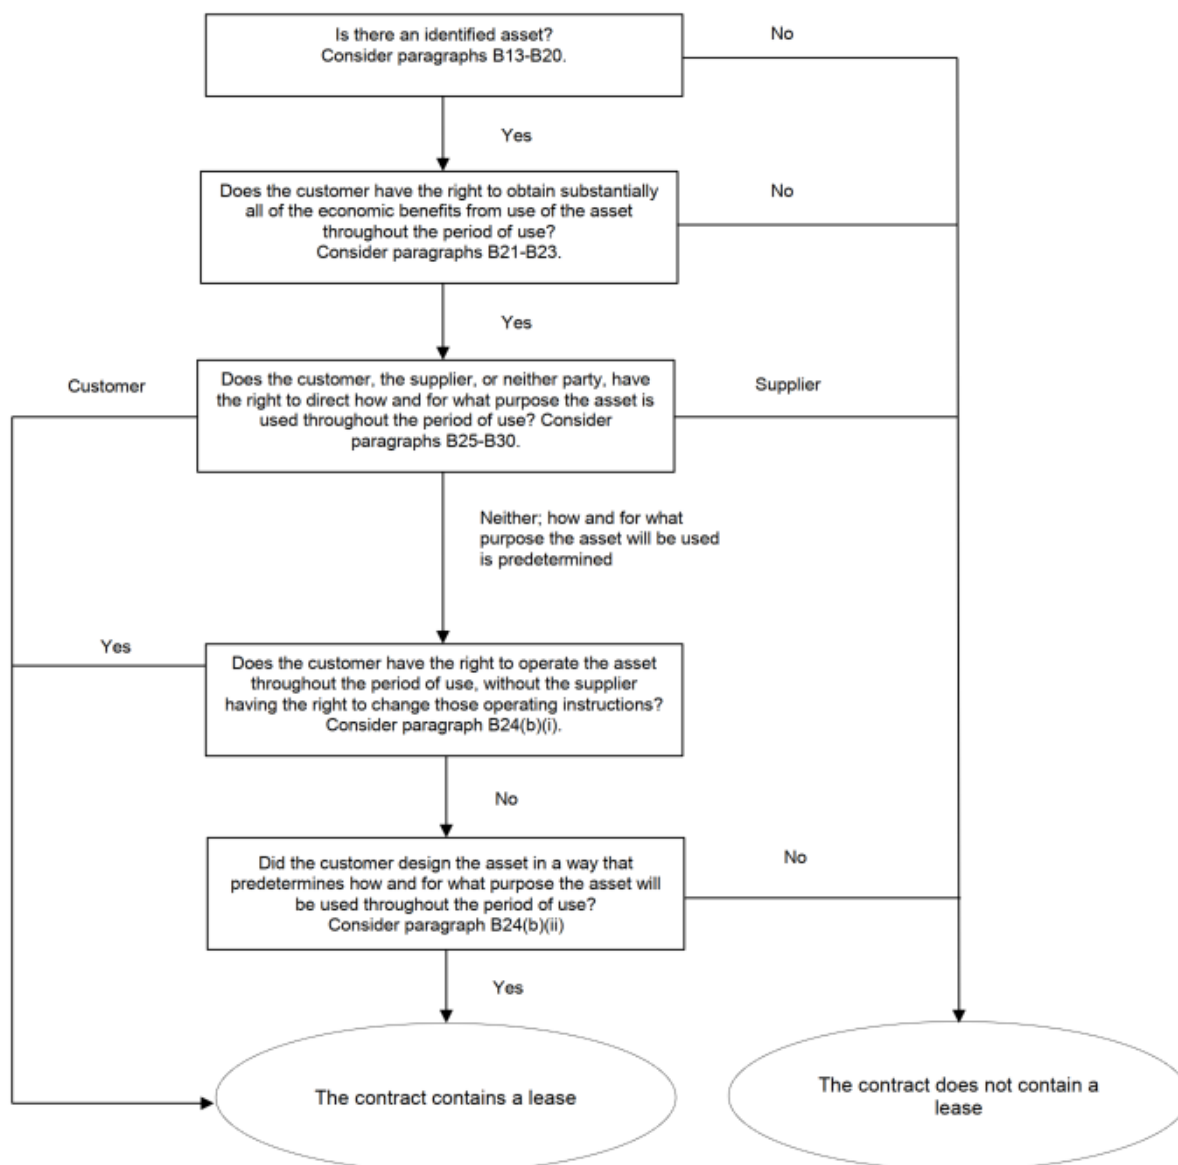 Is there an identified asset?
Consider paragraphs B13-B20.
No
Yes
Does the customer have the right to obtain substantially
all of the economic benefits from use of the asset
throughout the period of use?
Consider paragraphs B21-B23.
No
Yes
Customer
Does the customer, the supplier, or neither party, have
the right to direct how and for what purpose the asset is
used throughout the period of use? Consider
paragraphs B25-B30.
Supplier
Neither; how and for what
purpose the asset will be used
is predetermined
Yes
Does the customer have the right to operate the asset
throughout the period of use, without the supplier
having the right to change those operating instructions?
Consider paragraph B24(b)(i).
No
Did the customer design the asset in a way that
predetermines how and for what purpose the asset will
be used throughout the period of use?
Consider paragraph B24(b)(ii)
No
Yes
The contract contains a lease
The contract does not contain a
lease